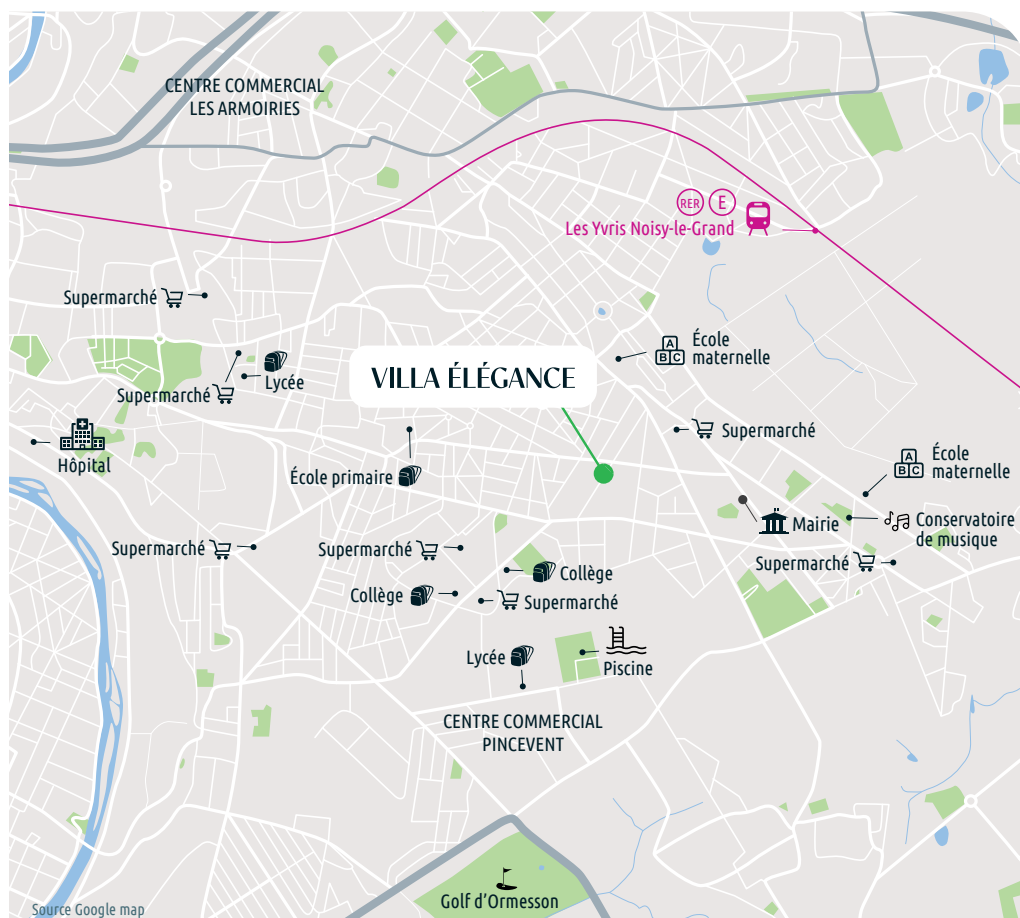 CENTRE COMMERCIAL
LES ARMOIRIES
RER E
Les Yvris Noisy-le-Grand
Supermarché
École
maternelle
A
B C
Lycée
VILLA ÉLÉGANCE
Supermarché
Supermarché
Hôpital
École primaire
École
maternelle
A
B C
Mairie
Conservatoire
de musique
Supermarché
Supermarché
Supermarché
Collège
Collège
Supermarché
Lycée
Piscine
CENTRE COMMERCIAL
PINCEVENT
Golf d'Ormesson
Source Google map